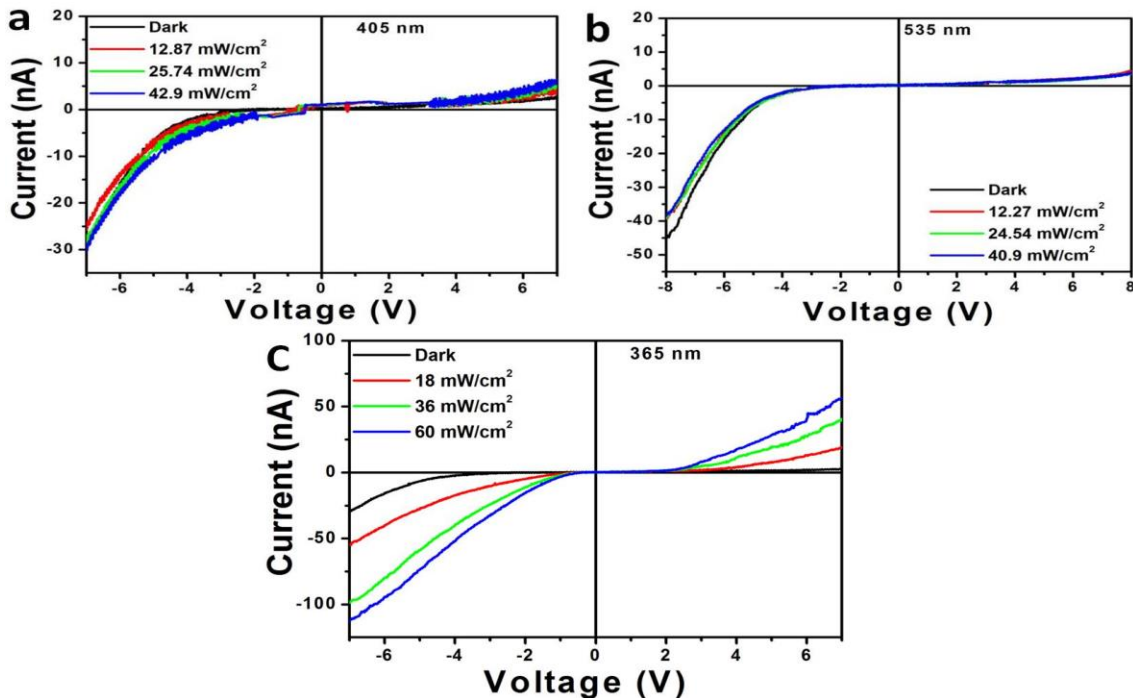 a
405 nm
Dark
12.87 mW/cm²
25.74 mW/cm²
42.9 mW/cm²
Current (nA)
20
10
0
-10
-20
-30
-6
-4
-2
0
2
4
6
Voltage (V)
b
535 nm
Dark
12.27 mW/cm²
24.54 mW/cm²
40.9 mW/cm²
Current (nA)
20
10
0
-10
-20
-30
-40
-50
-8
-6
-4
-2
0
2
4
6
8
Voltage (V)
C
365 nm
Dark
18 mW/cm²
36 mW/cm²
60 mW/cm²
Current (nA)
100
50
0
-50
-100
-6
-4
-2
0
2
4
6
Voltage (V)